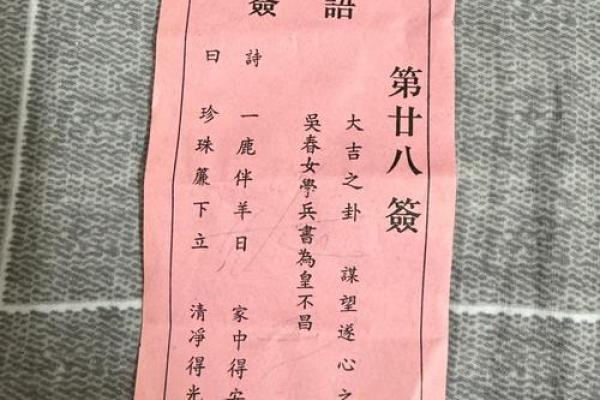 簽語
第廿八簽
大吉之卦 謀望遂心之
吳春女學兵書為皇不昌
詩曰
一鹿伴羊日 家中得安
珍珠簾下立 清凈得光